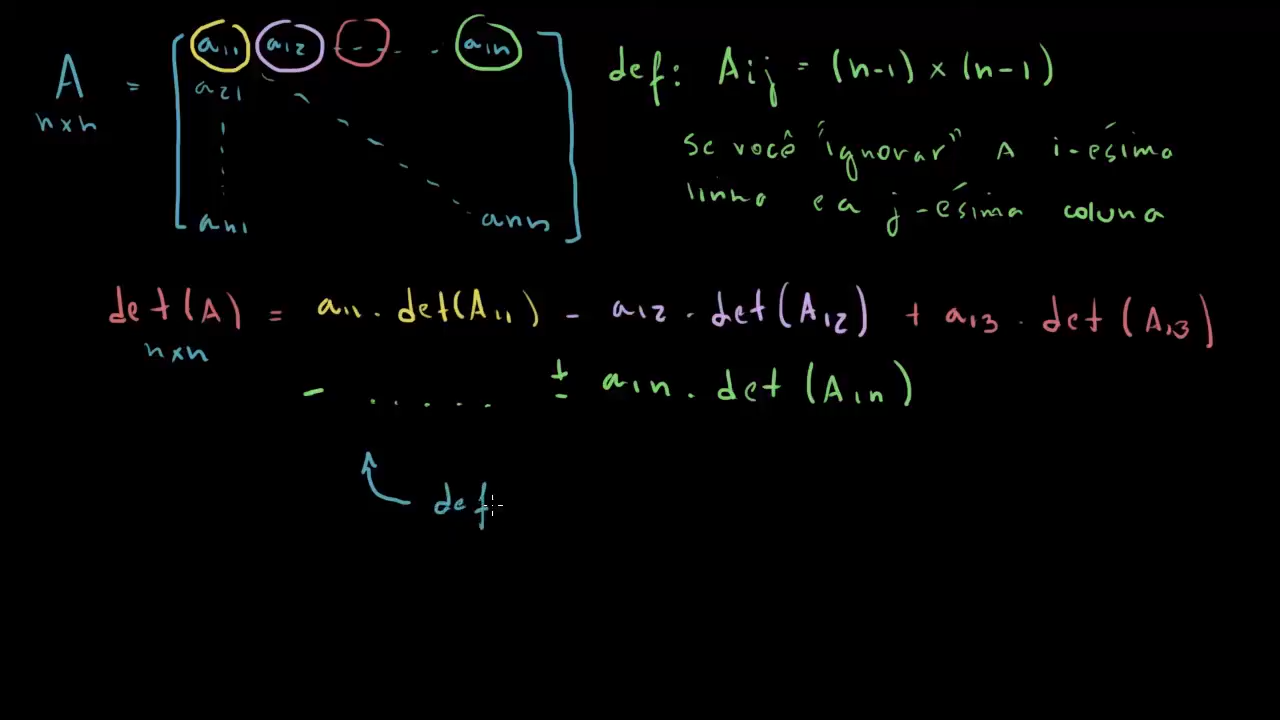 A = [ a11 a12 - - - - a1n ] def: Aij = (n-1) × (n-1)
n×n
a21
se você "ignorar" A i-ésima
linha e a j-ésima coluna
an1 ann
det(A) = a11 . det(A11) - a12 . det(A12) + a13 . det(A13)
n×n
- ..... ± a1n . det(A1n)
def